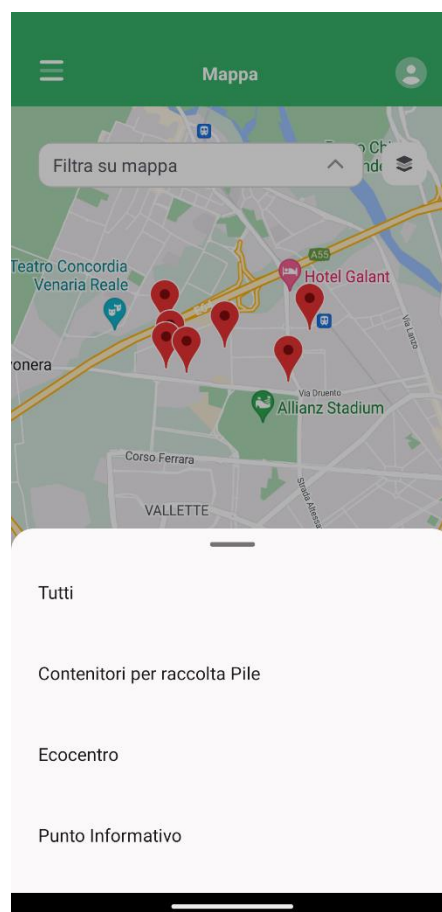 Mappa
Filtra su mappa
A55
Teatro Concordia
Venaria Reale
Hotel Galant
Via Lanzo
onera
Via Druento
Allianz Stadium
Corso Ferrara
Strada Altessa
VALLETTE
Tutti
Contenitori per raccolta Pile
Ecocentro
Punto Informativo